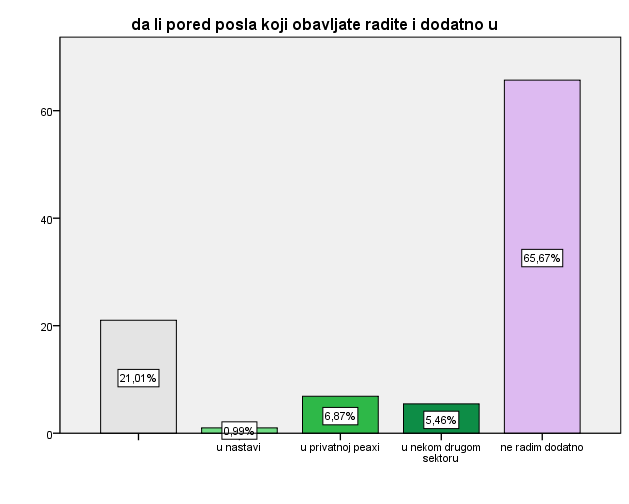 da li pored posla koji obavljate radite i dodatno u
60
40
20
0
21,01%
0,99%
6,87%
5,46%
65,67%
u nastavi
u privatnoj peaxi
u nekom drugom
sektoru
ne radim dodatno